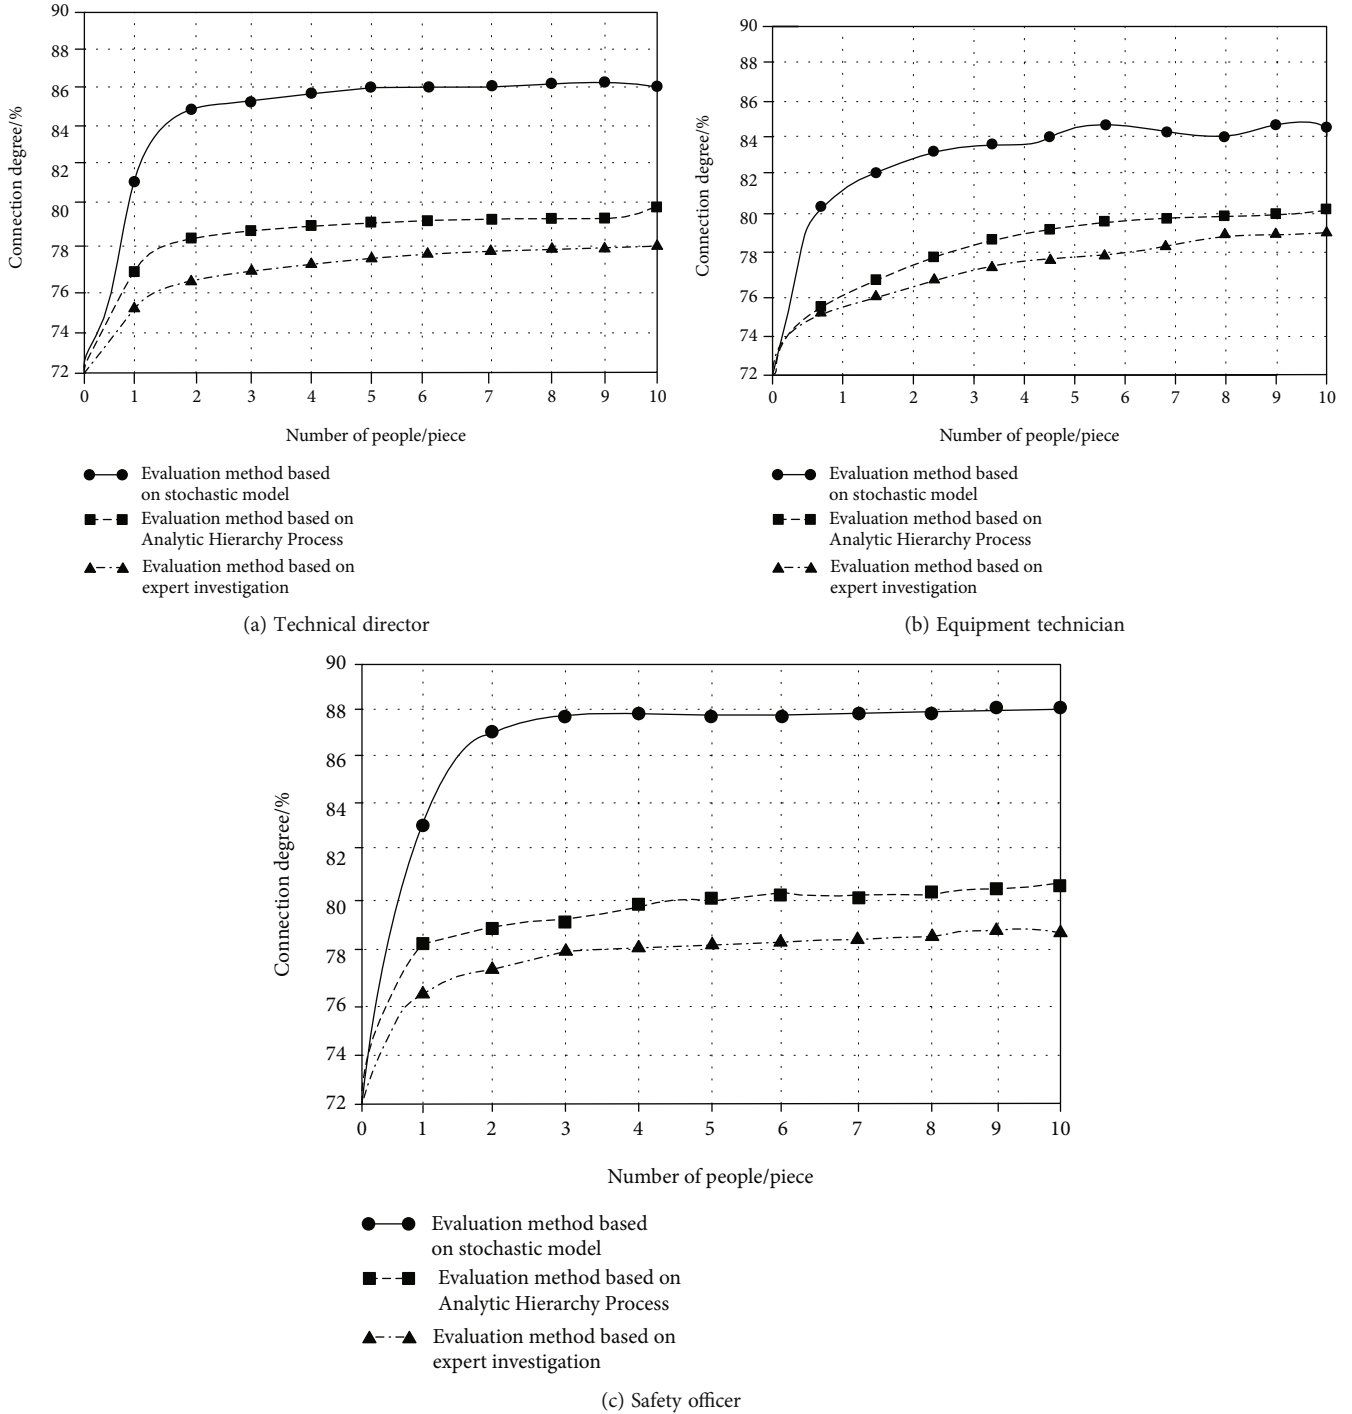 90
88
86
84
82
80
78
76
74
72
Connection degree/%
0 1 2 3 4 5 6 7 8 9 10
Number of people/piece
Evaluation method based
on stochastic model
Evaluation method based on
Analytic Hierarchy Process
Evaluation method based on
expert investigation
(a) Technical director
90
88
86
84
82
80
78
76
74
72
Connection degree/%
0 1 2 3 4 5 6 7 8 9 10
Number of people/piece
Evaluation method based
on stochastic model
Evaluation method based on
Analytic Hierarchy Process
Evaluation method based on
expert investigation
(b) Equipment technician
90
88
86
84
82
80
78
76
74
72
Connection degree/%
0 1 2 3 4 5 6 7 8 9 10
Number of people/piece
Evaluation method based
on stochastic model
Evaluation method based on
Analytic Hierarchy Process
Evaluation method based on
expert investigation
(c) Safety officer